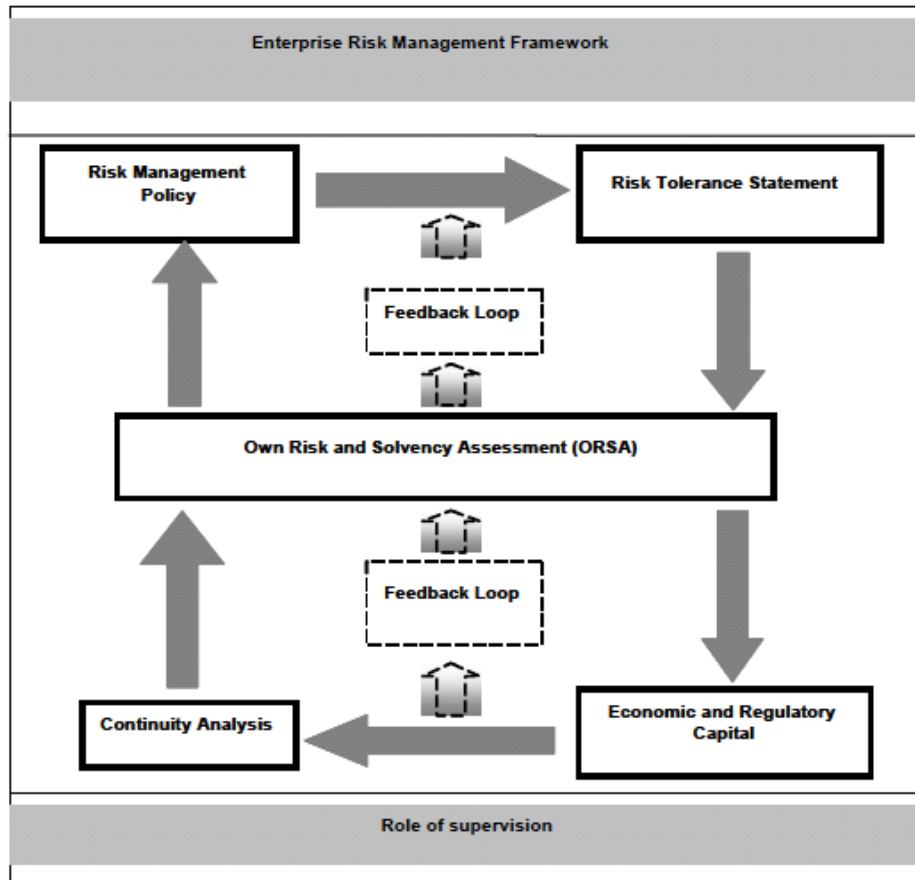 Enterprise Risk Management Framework
Risk Management
Policy
Risk Tolerance Statement
Feedback Loop
Own Risk and Solvency Assessment (ORSA)
Feedback Loop
Continuity Analysis
Economic and Regulatory
Capital
Role of supervision